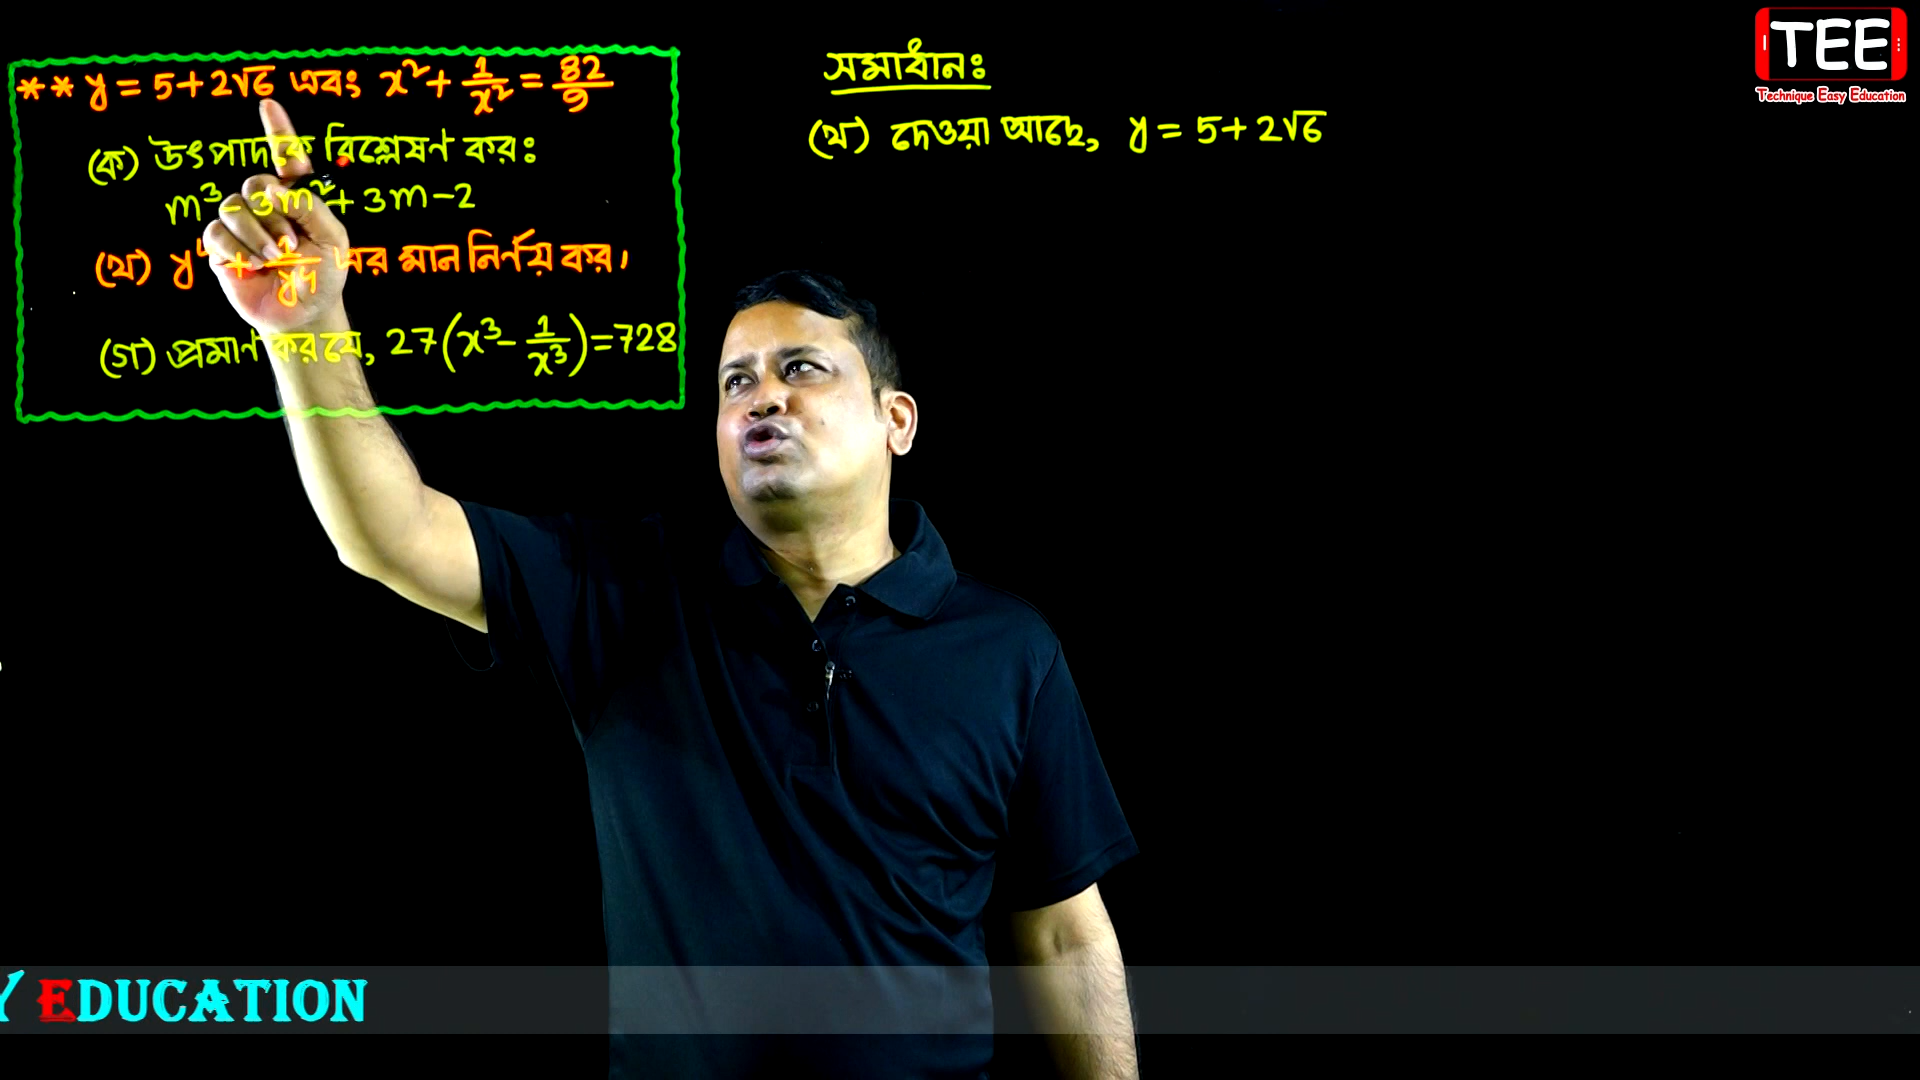 ** y = 5+2√6 এবং x² + 1/x² = 82/9
(ক) উৎপাদকে বিশ্লেষণ কর:
m³ - 3m² + 3m - 2
(খ) y⁴ + 1/y⁴ এর মান নির্ণয় কর।
(গ) প্রমাণ কর যে, 27(x³ - 1/x³) = 728
সমাধানঃ
(খ) দেওয়া আছে, y = 5+2√6
TEE
Technique Easy Education
Y EDUCATION